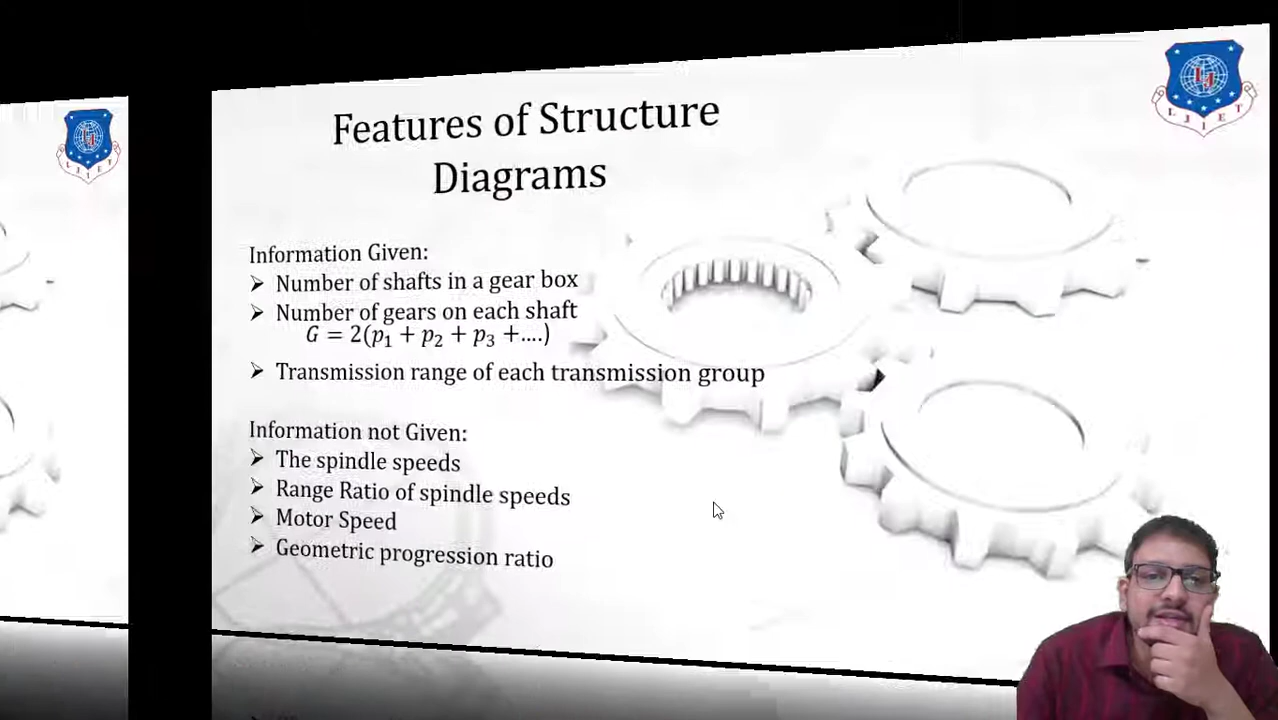 Features of Structure
Diagrams
Information Given:
➤ Number of shafts in a gear box
➤ Number of gears on each shaft
G = 2(p₁ + p₂ + p₃ +....)
➤ Transmission range of each transmission group
Information not Given:
➤ The spindle speeds
➤ Range Ratio of spindle speeds
➤ Motor Speed
➤ Geometric progression ratio
LJ
L J I E T
LJ
L J I E T